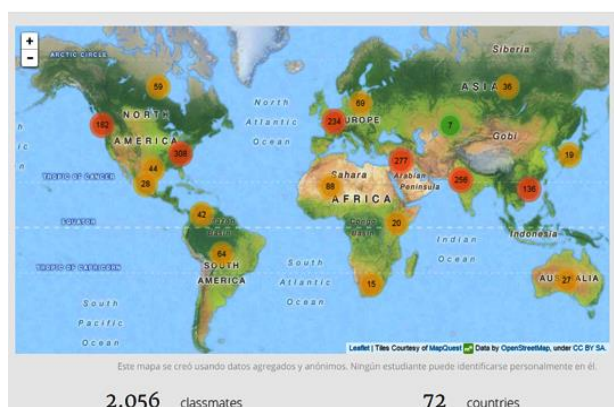 +
−
ARCTIC CIRCLE
Siberia
59
36
ASIA
69
NORTH
North
Atlantic
Ocean
234
EUROPE
7
162
AMERICA
308
Gobi
19
277
44
TROPIC OF CANCER
28
Sahara
88
Arabian
Peninsula
258
136
AFRICA
42
EQUATOR
Congo
Basin
20
Indonesia
64
Indian
Ocean
TROPIC OF CAPRICORN
SOUTH
AMERICA
South
Atlantic
Ocean
15
AUSTRALIA
27
South
Pacific
Ocean
Leaflet | Tiles Courtesy of MapQuest Data by OpenStreetMap, under CC BY SA.
Este mapa se creó usando datos agregados y anónimos. Ningún estudiante puede identificarse personalmente en él.
2,056 classmates
72 countries